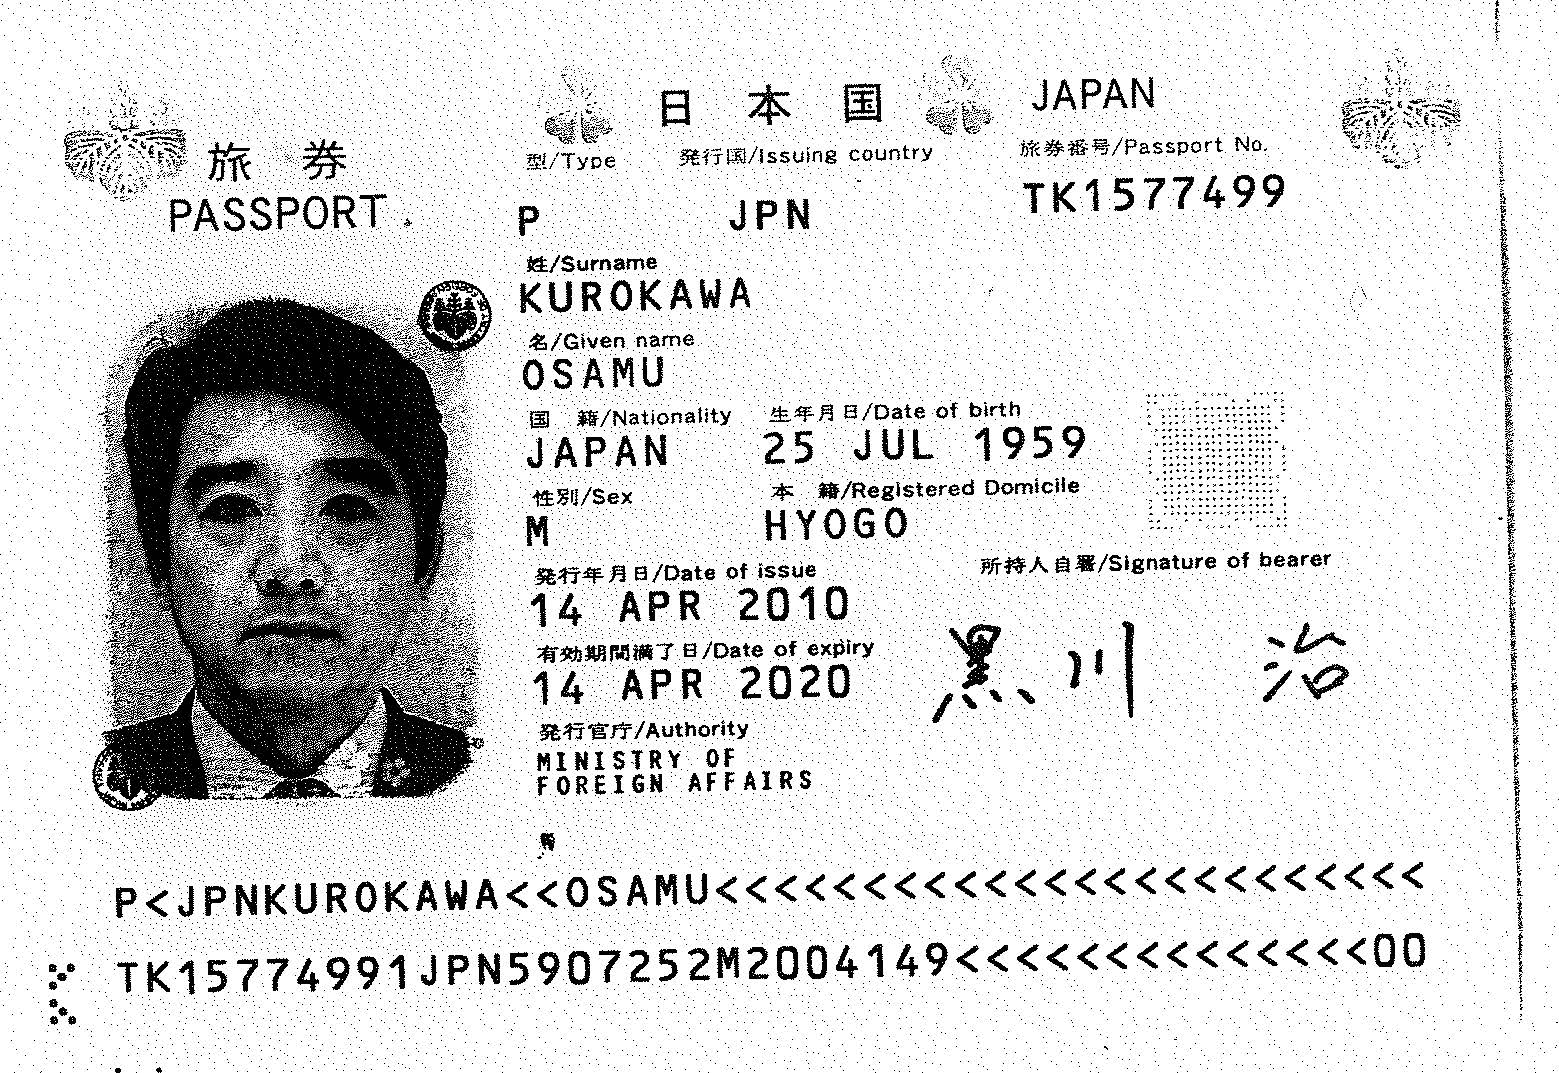 旅 券
PASSPORT
日 本 国 JAPAN
型/Type 発行国/Issuing country 旅券番号/Passport No.
P JPN TK1577499
姓/Surname
KUROKAWA
名/Given name
OSAMU
国 籍/Nationality 生年月日/Date of birth
JAPAN 25 JUL 1959
性別/Sex 本 籍/Registered Domicile
M HYOGO
発行年月日/Date of issue 所持人自署/Signature of bearer
14 APR 2010
有効期間満了日/Date of expiry
14 APR 2020
黒川 治
発行官庁/Authority
MINISTRY OF
FOREIGN AFFAIRS
P<JPNKUROKAWA<<OSAMU<<<<<<<<<<<<<<<<<<<<<<<<
TK15774991JPN5907252M2004149<<<<<<<<<<<<<<00